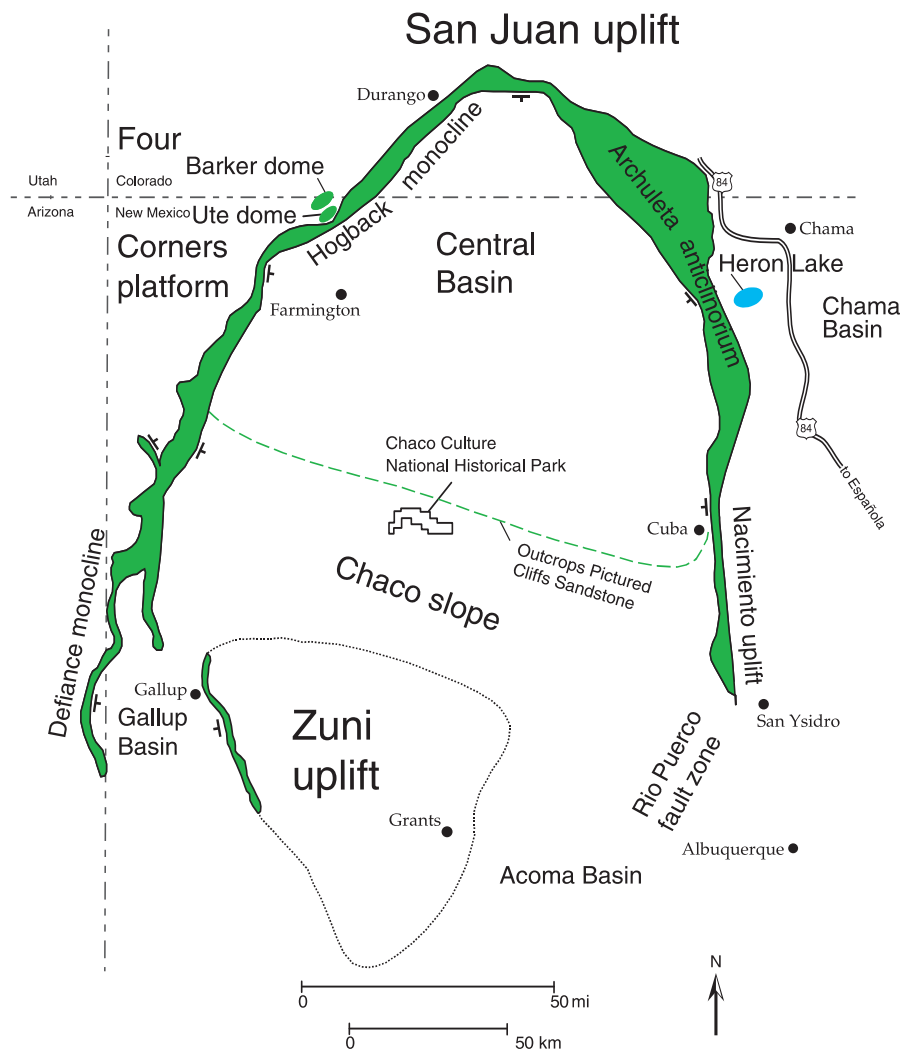 San Juan uplift
Durango
Four
Barker dome
Utah
Colorado
Arizona
New Mexico
Ute dome
Hogback
monocline
Archuleta anticlinorium
84
Chama
Corners
platform
Central
Basin
Heron Lake
Farmington
Chama
Basin
84
to Española
Chaco Culture
National Historical Park
Cuba
Outcrops Pictured
Cliffs Sandstone
Chaco slope
Nacimiento uplift
Defiance monocline
Gallup
Gallup
Basin
Zuni
uplift
San Ysidro
Rio Puerco
fault zone
Grants
Albuquerque
Acoma Basin
N
0
50 mi
0
50 km